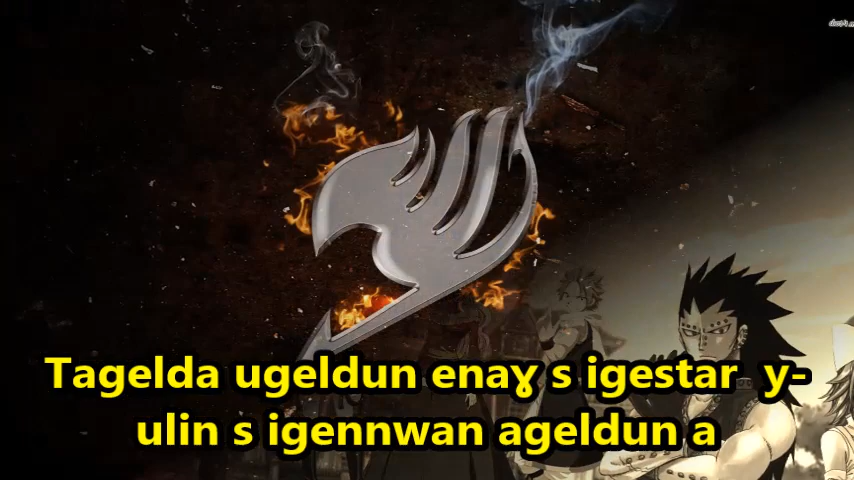 Tagelda ugeldun enaɣ s igestar  y-
ulin s igennwan ageldun a